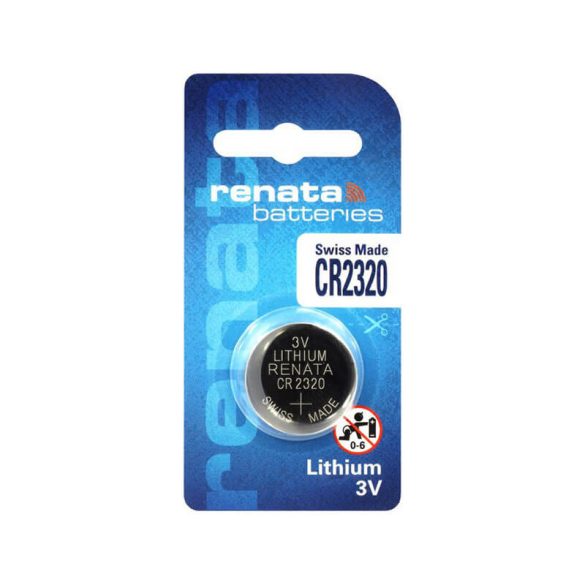 renata
renata
batteries
Swiss Made
CR2320
3V
LITHIUM
RENATA
CR 2320
+
SWISS MADE
0-6
Lithium
3V